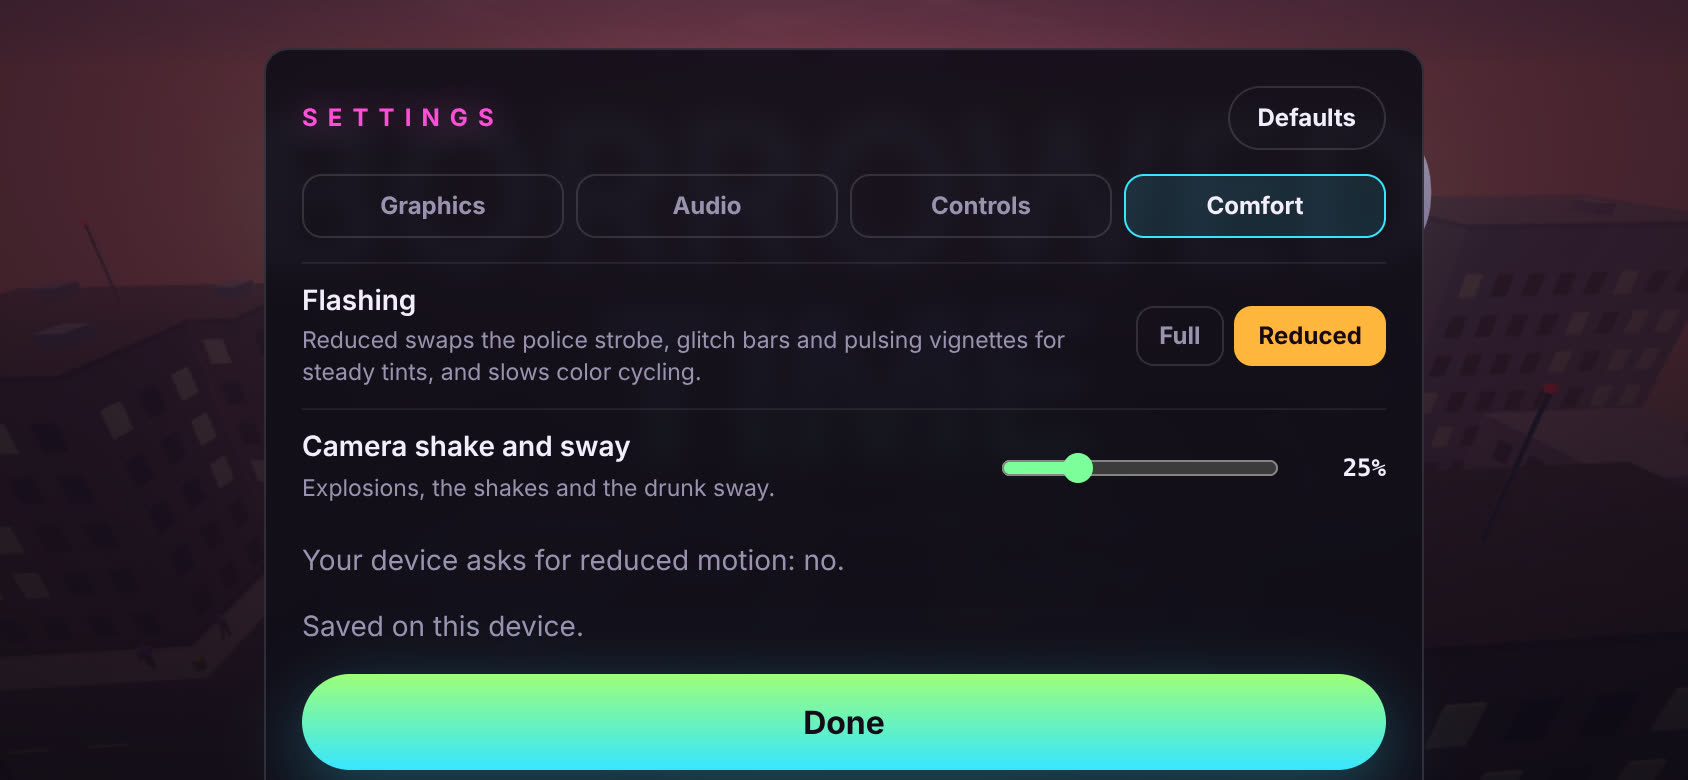 SETTINGS
Defaults
Graphics
Audio
Controls
Comfort
Flashing
Reduced swaps the police strobe, glitch bars and pulsing vignettes for
steady tints, and slows color cycling.
Full
Reduced
Camera shake and sway
Explosions, the shakes and the drunk sway.
25%
Your device asks for reduced motion: no.
Saved on this device.
Done